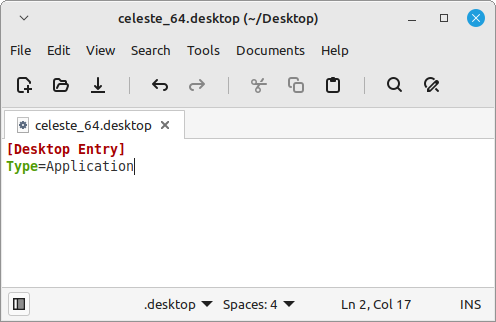 celeste_64.desktop (~/Desktop)
File Edit View Search Tools Documents Help
celeste_64.desktop
[Desktop Entry]
Type=Application
.desktop Spaces: 4 Ln 2, Col 17 INS